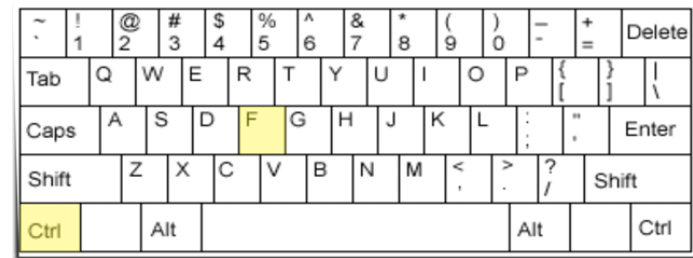 ~ ! @ # $ % ^ & * ( ) — +
` 1 2 3 4 5 6 7 8 9 0 - = Delete
Tab Q W E R T Y U I O P { } |
[ ] \
Caps A S D F G H J K L : " Enter
; '
Shift Z X C V B N M < > ? Shift
, . /
Ctrl Alt Alt Ctrl